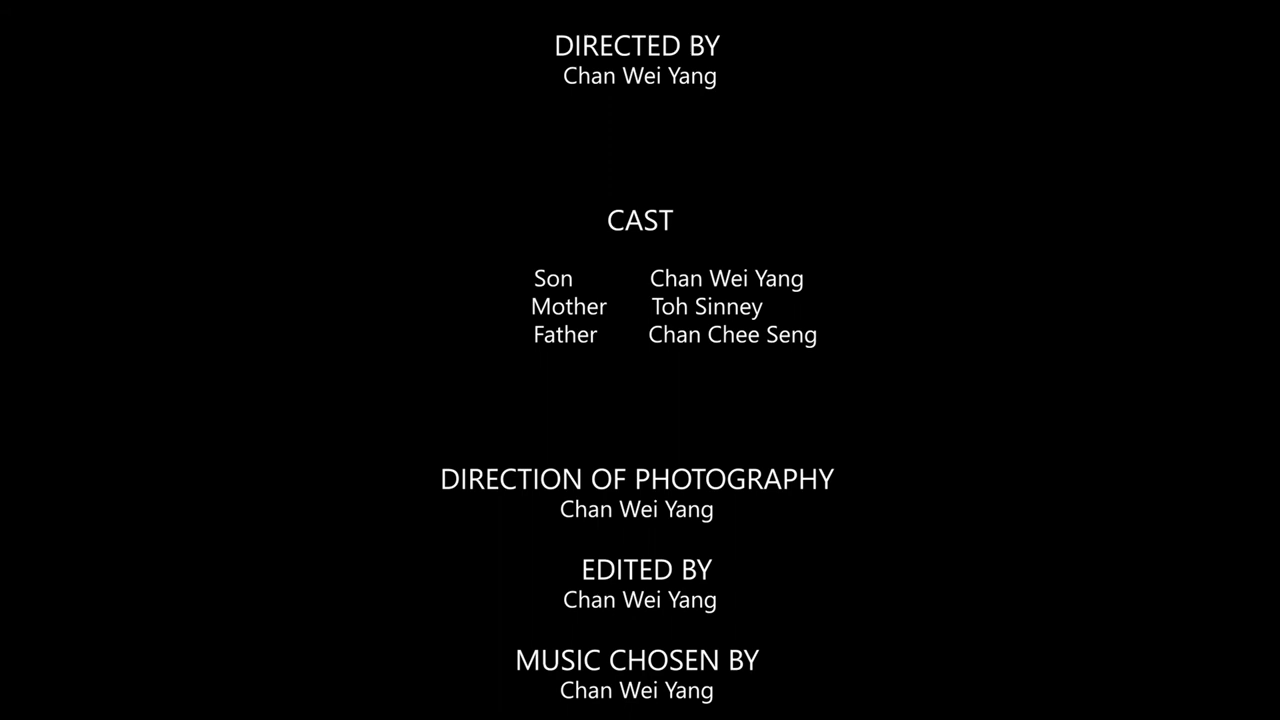 DIRECTED BY
Chan Wei Yang
CAST
Son Chan Wei Yang
Mother Toh Sinney
Father Chan Chee Seng
DIRECTION OF PHOTOGRAPHY
Chan Wei Yang
EDITED BY
Chan Wei Yang
MUSIC CHOSEN BY
Chan Wei Yang